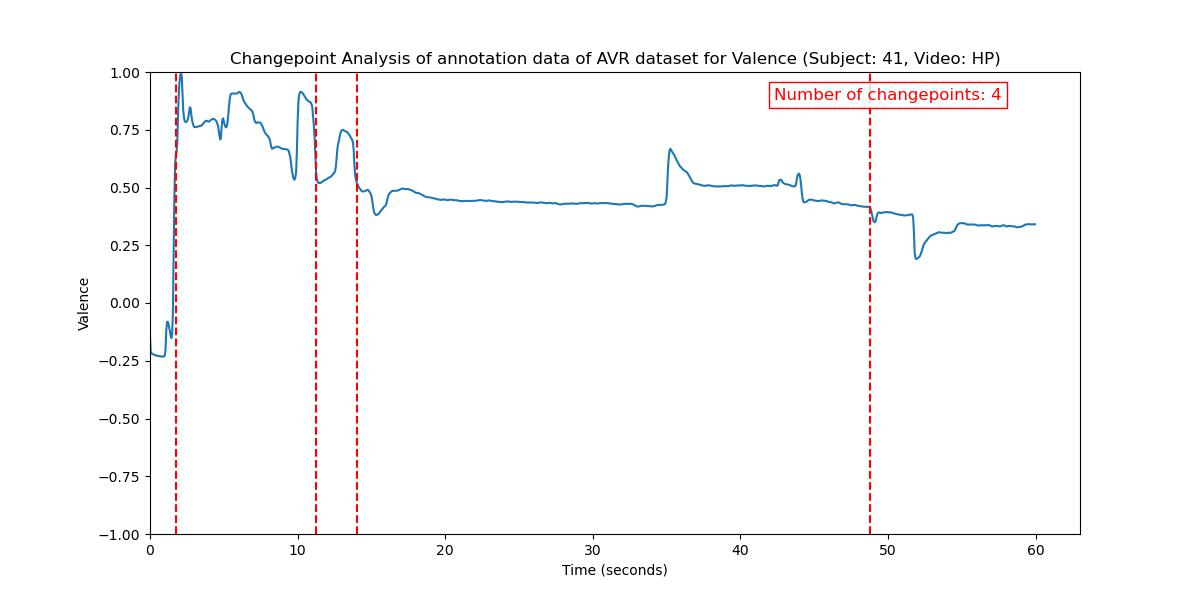 Changepoint Analysis of annotation data of AVR dataset for Valence (Subject: 41, Video: HP)
Number of changepoints: 4
1.00
0.75
0.50
0.25
0.00
−0.25
−0.50
−0.75
−1.00
Valence
0 10 20 30 40 50 60
Time (seconds)